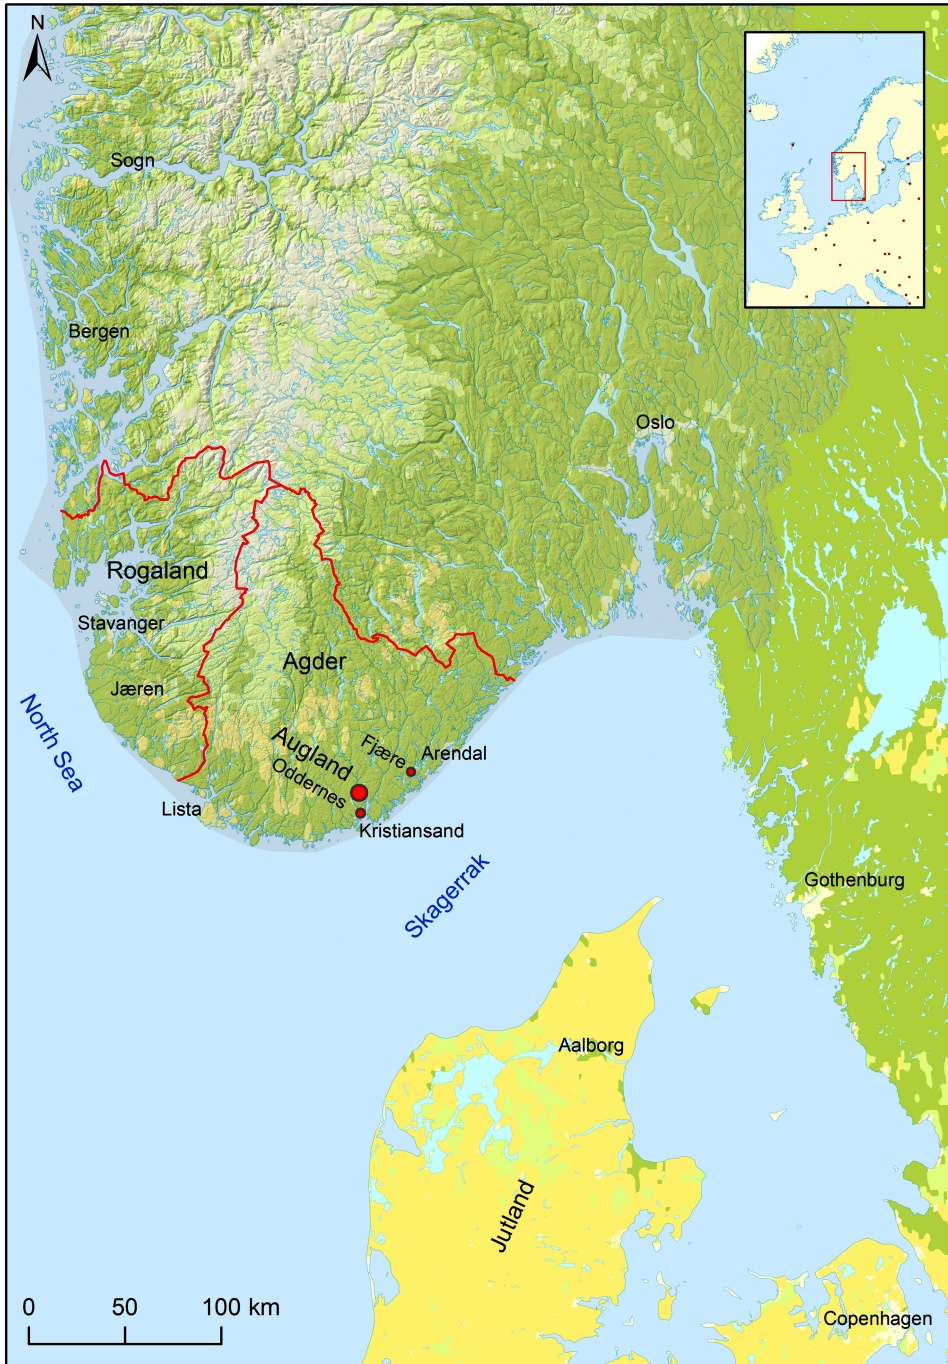 N
Sogn
Bergen
Oslo
Rogaland
Stavanger
Agder
Jæren
North Sea
Augland
Fjære
Arendal
Oddernes
Lista
Kristiansand
Skagerrak
Gothenburg
Aalborg
Jutland
0 50 100 km
Copenhagen